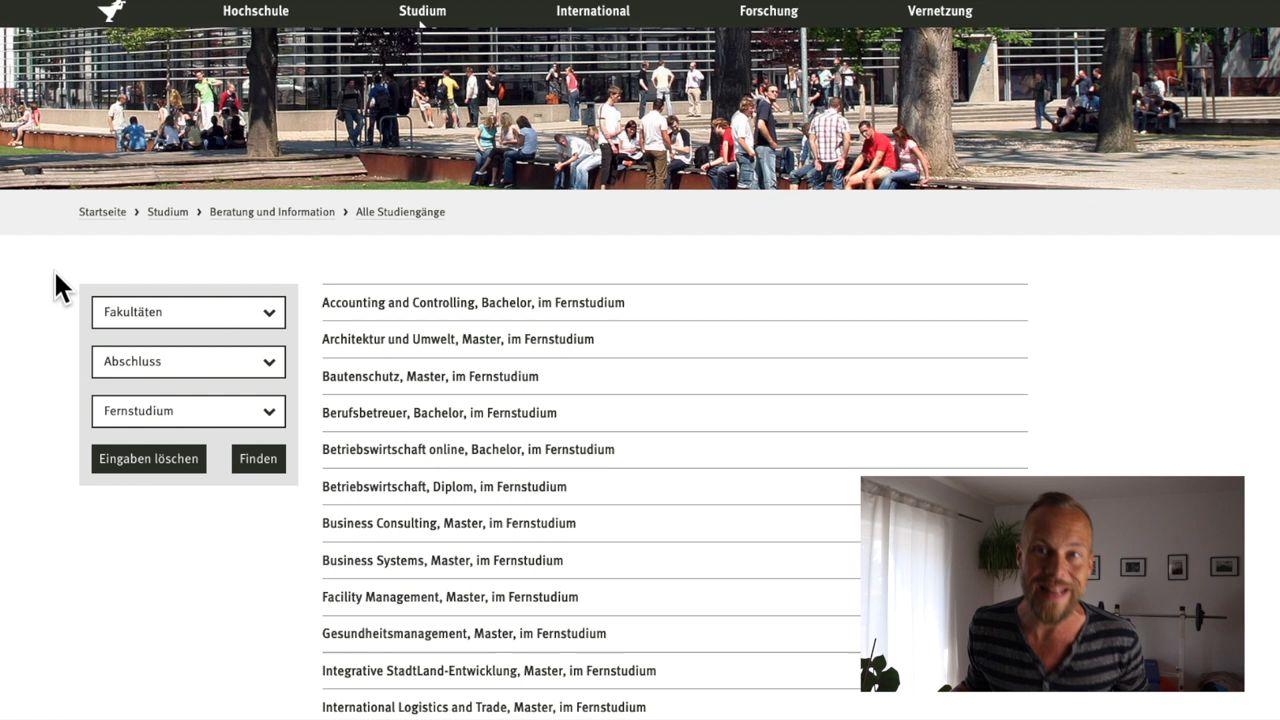 Hochschule Studium International Forschung Vernetzung
Startseite › Studium › Beratung und Information › Alle Studiengänge
Fakultäten
Abschluss
Fernstudium
Eingaben löschen Finden
Accounting and Controlling, Bachelor, im Fernstudium
Architektur und Umwelt, Master, im Fernstudium
Bautenschutz, Master, im Fernstudium
Berufsbetreuer, Bachelor, im Fernstudium
Betriebswirtschaft online, Bachelor, im Fernstudium
Betriebswirtschaft, Diplom, im Fernstudium
Business Consulting, Master, im Fernstudium
Business Systems, Master, im Fernstudium
Facility Management, Master, im Fernstudium
Gesundheitsmanagement, Master, im Fernstudium
Integrative StadtLand-Entwicklung, Master, im Fernstudium
International Logistics and Trade, Master, im Fernstudium